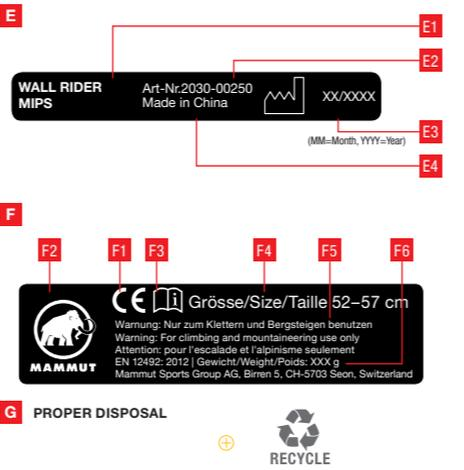 E
E1
E2
WALL RIDER
MIPS
Art-Nr.2030-00250
Made in China
XX/XXXX
E3
(MM=Month, YYYY=Year)
E4
F
F2
F1
F3
F4
F5
F6
CE
i
Grösse/Size/Taille 52–57 cm
Warnung: Nur zum Klettern und Bergsteigen benutzen
Warning: For climbing and mountaineering use only
Attention: pour l'escalade et l'alpinisme seulement
EN 12492: 2012 | Gewicht/Weight/Poids: XXX g
Mammut Sports Group AG, Birren 5, CH-5703 Seon, Switzerland
MAMMUT
G PROPER DISPOSAL
RECYCLE